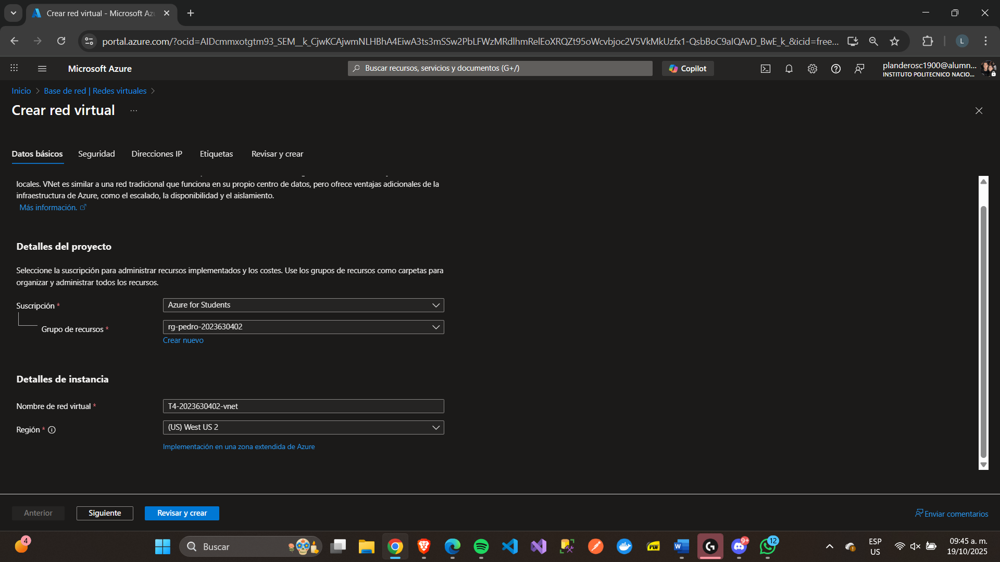 Crear red virtual - Microsoft Az
portal.azure.com/?ocid=AIDcmmxotgtm93_SEM__k_CjwKCAjwmNLHBhA4EiwA3ts3mSSw2PbLFWzMRdlhmRelEoXRQZt95oWcvbjoc2V5VkMkUzfx1-QsbBoC9aIQAvD_BwE_k_&icid=free...
L
Microsoft Azure
Buscar recursos, servicios y documentos (G+/)
Copilot
planderosc1900@alumn...
INSTITUTO POLITECNICO NACIO...
Inicio > Base de red | Redes virtuales >
Crear red virtual ...
Datos básicos Seguridad Direcciones IP Etiquetas Revisar y crear
locales. VNet es similar a una red tradicional que funciona en su propio centro de datos, pero ofrece ventajas adicionales de la
infraestructura de Azure, como el escalado, la disponibilidad y el aislamiento.
Más información.
Detalles del proyecto
Seleccione la suscripción para administrar recursos implementados y los costes. Use los grupos de recursos como carpetas para
organizar y administrar todos los recursos.
Suscripción *
Azure for Students
Grupo de recursos *
rg-pedro-2023630402
Crear nuevo
Detalles de instancia
Nombre de red virtual *
T4-2023630402-vnet
Región *
(US) West US 2
Implementación en una zona extendida de Azure
Anterior
Siguiente
Revisar y crear
Enviar comentarios
4
Buscar
PDF
9+
12
ESP
US
09:45 a. m.
19/10/2025